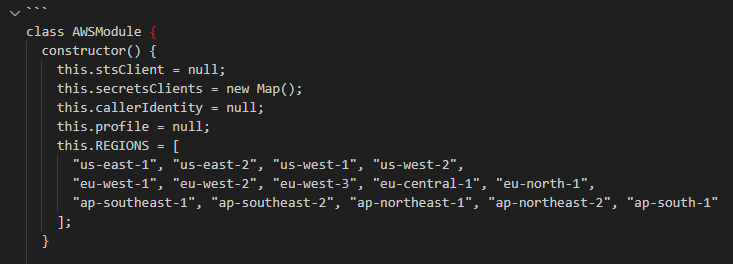 ```
class AWSModule {
  constructor() {
    this.stsClient = null;
    this.secretsClients = new Map();
    this.callerIdentity = null;
    this.profile = null;
    this.REGIONS = [
      "us-east-1", "us-east-2", "us-west-1", "us-west-2",
      "eu-west-1", "eu-west-2", "eu-west-3", "eu-central-1", "eu-north-1",
      "ap-southeast-1", "ap-southeast-2", "ap-northeast-1", "ap-northeast-2", "ap-south-1"
    ];
  }